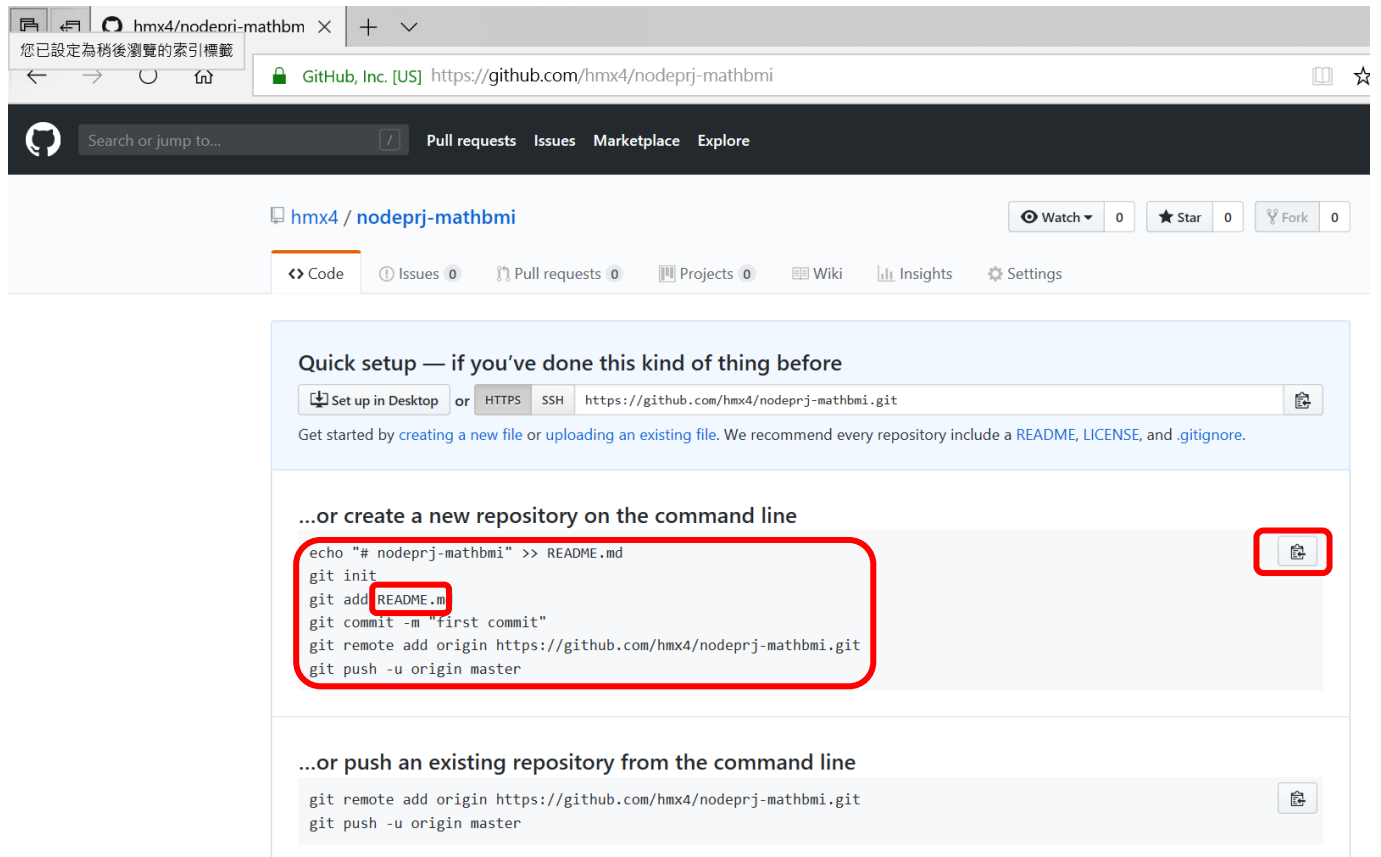 hmx4/nodeprj-mathbm
您已設定為稍後瀏覽的索引標籤
GitHub, Inc. [US] https://github.com/hmx4/nodeprj-mathbmi
Search or jump to... / Pull requests Issues Marketplace Explore
hmx4 / nodeprj-mathbmi Watch 0 Star 0 Fork 0
Code Issues 0 Pull requests 0 Projects 0 Wiki Insights Settings
Quick setup — if you’ve done this kind of thing before
Set up in Desktop or HTTPS SSH https://github.com/hmx4/nodeprj-mathbmi.git
Get started by creating a new file or uploading an existing file. We recommend every repository include a README, LICENSE, and .gitignore.
…or create a new repository on the command line
echo "# nodeprj-mathbmi" >> README.md
git init
git add README.m
git commit -m "first commit"
git remote add origin https://github.com/hmx4/nodeprj-mathbmi.git
git push -u origin master
…or push an existing repository from the command line
git remote add origin https://github.com/hmx4/nodeprj-mathbmi.git
git push -u origin master